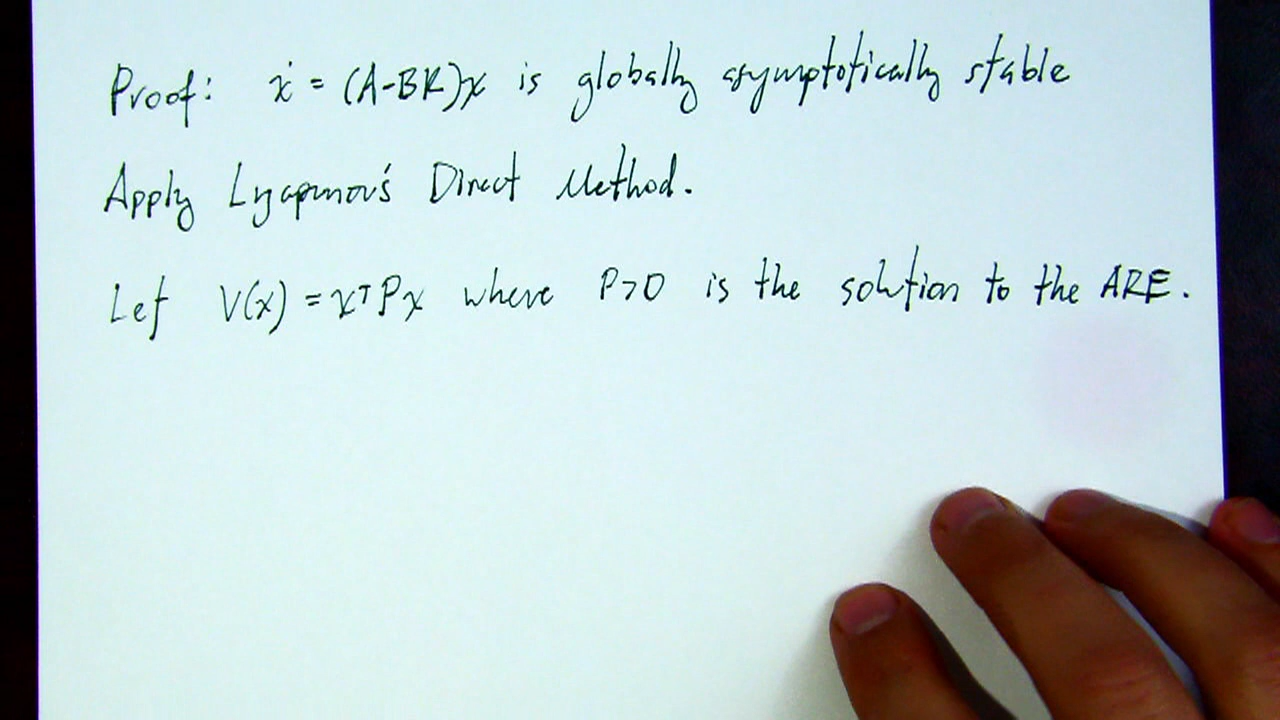 Proof: ẋ = (A-BK)x is globally asymptotically stable
Apply Lyapunov's Direct Method.
Let V(x) = xᵀPx where P>0 is the solution to the ARE.